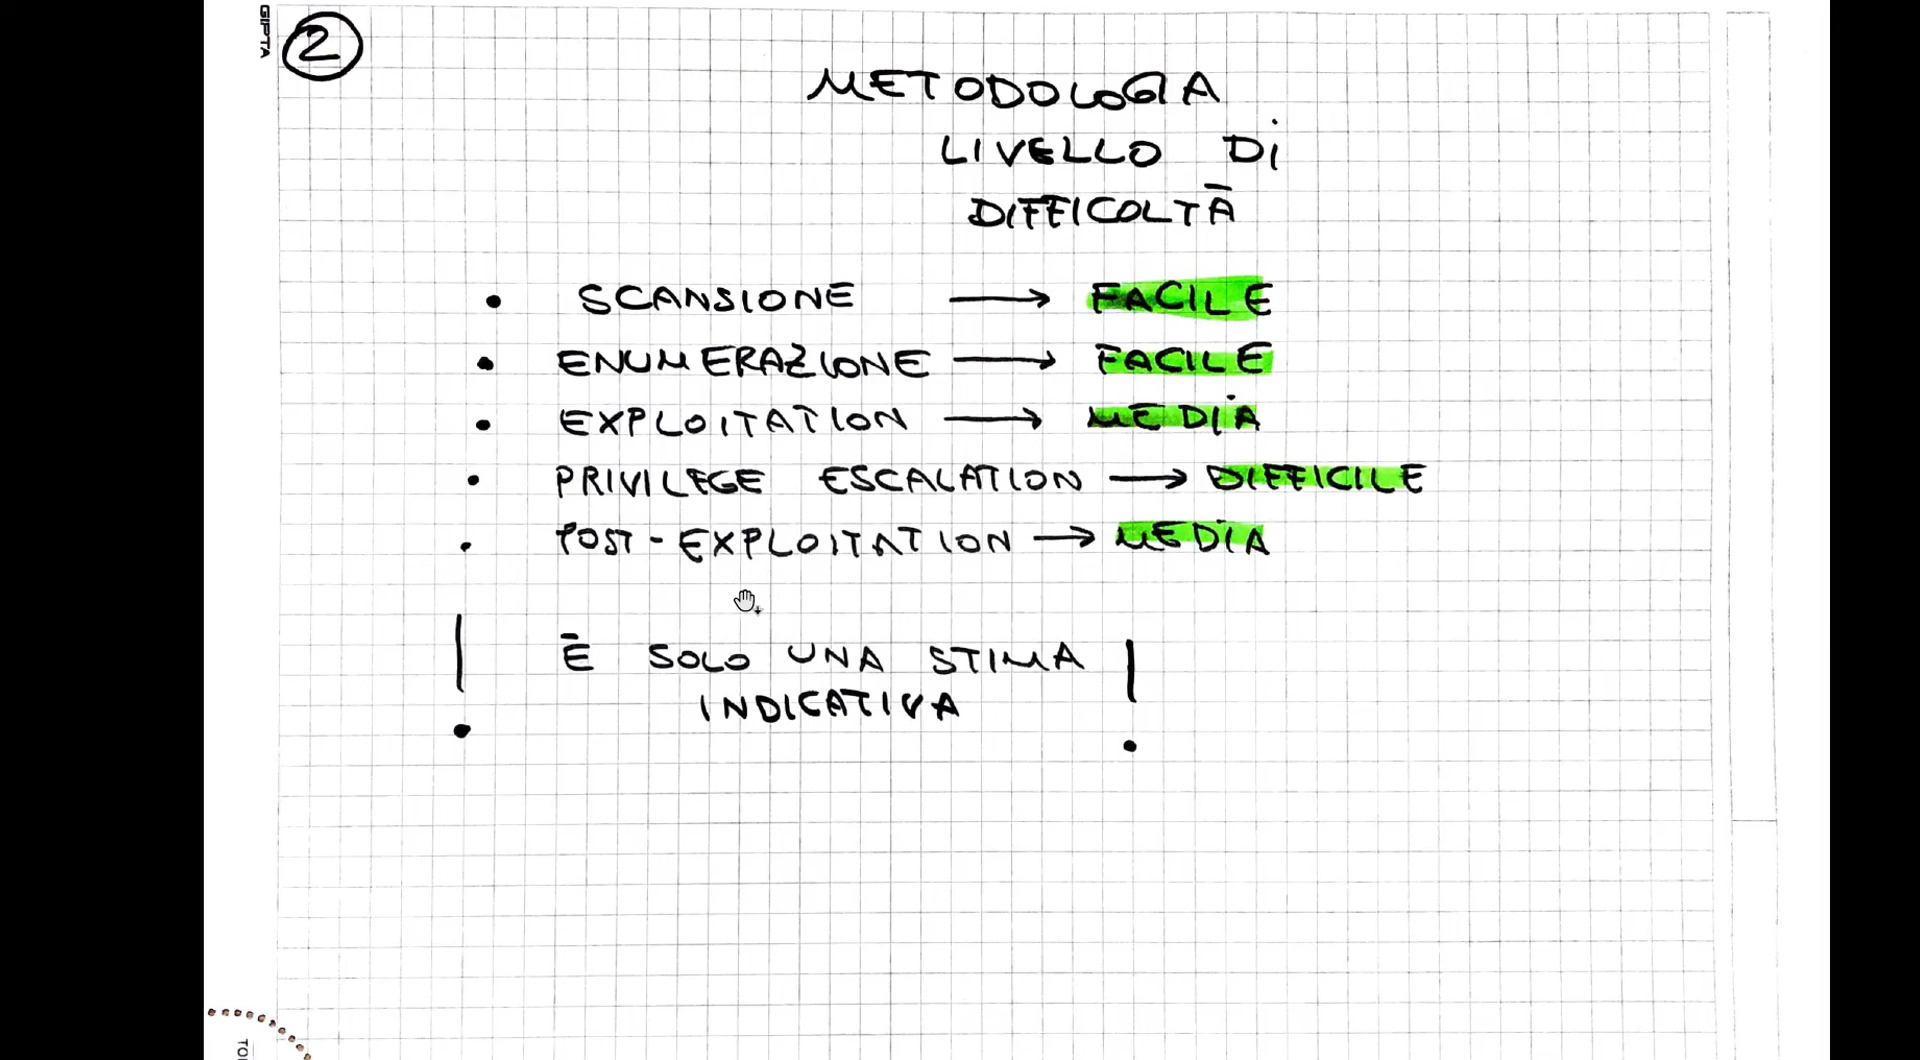 GIPTA
2
METODOLOGIA
LIVELLO Di
DIFFICOLTÀ
• SCANSIONE → FACILE
• ENUMERAZIONE → FACILE
• EXPLOITATION → MEDiA
• PRIVILEGE ESCALATION → DIFFICILE
• POST-EXPLOITATION → MEDiA
! È SOLO UNA STIMA !
INDICATIVA